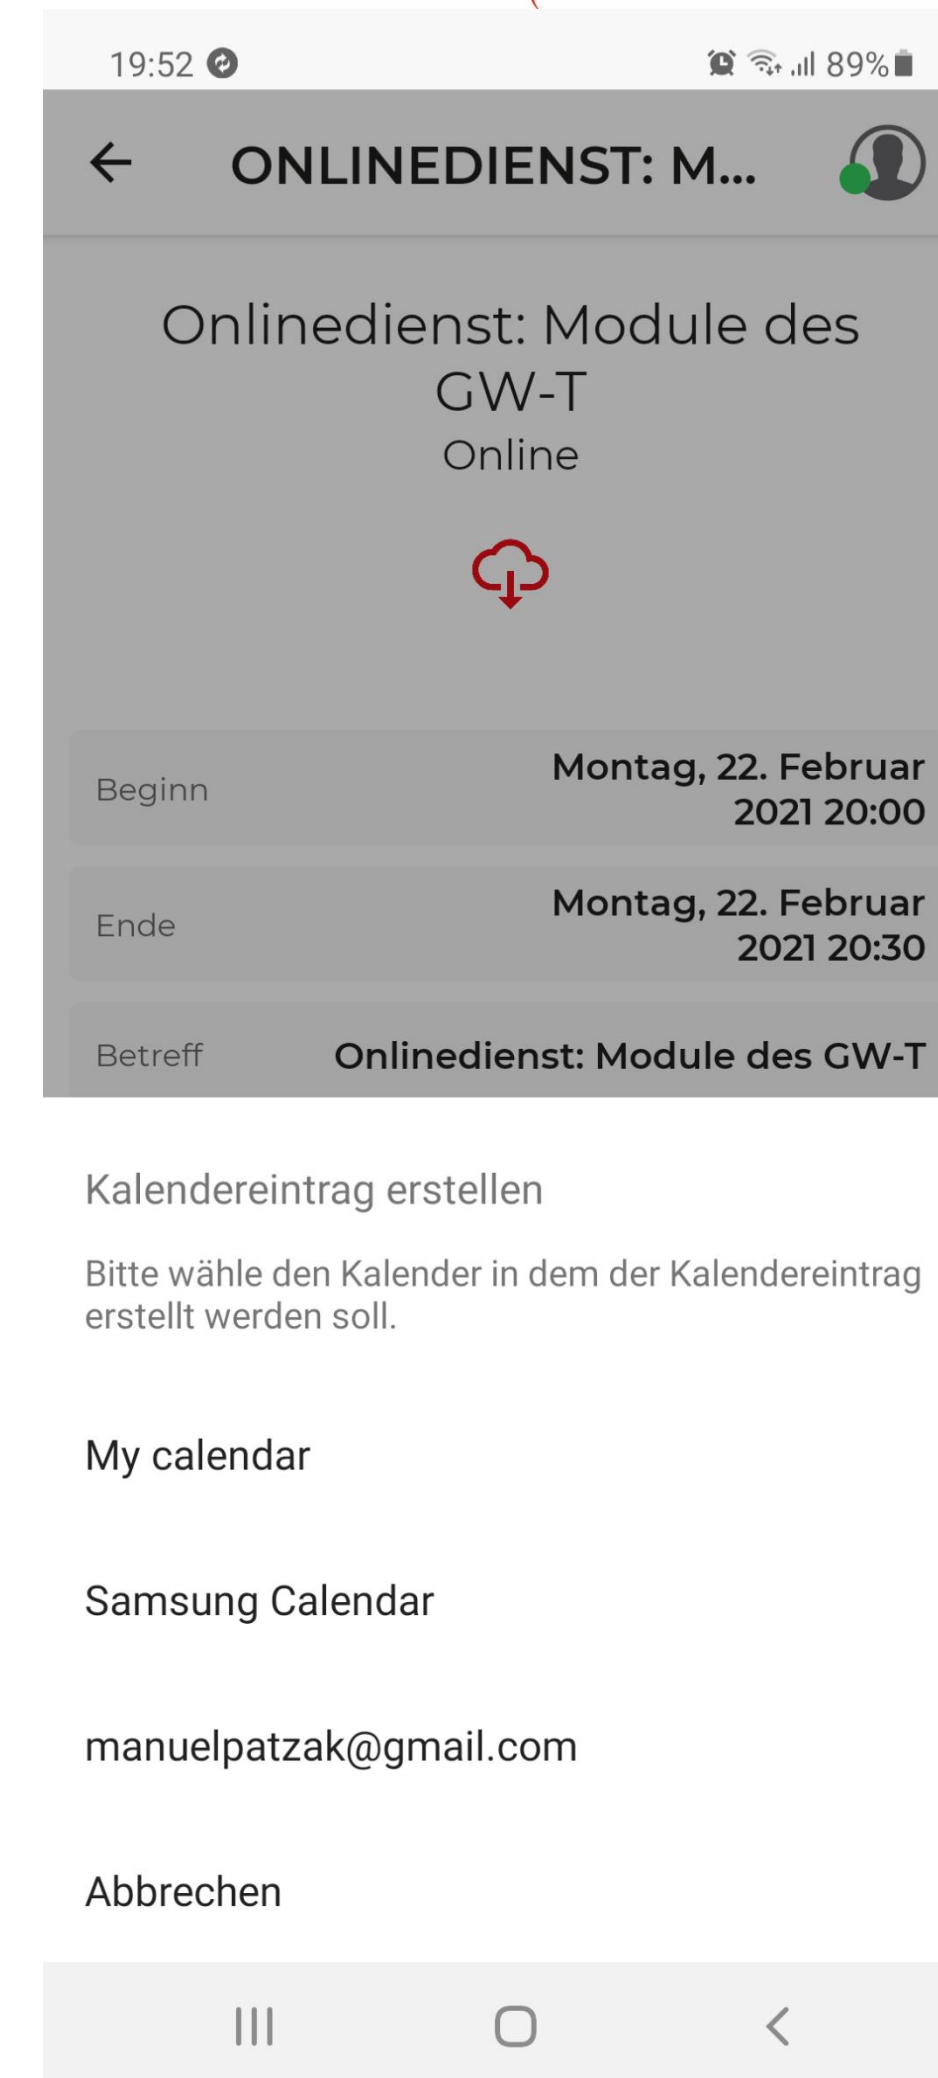 19:52
89%
ONLINEDIENST: M...
Onlinedienst: Module des
GW-T
Online
Beginn
Montag, 22. Februar
2021 20:00
Ende
Montag, 22. Februar
2021 20:30
Betreff
Onlinedienst: Module des GW-T
Kalendereintrag erstellen
Bitte wähle den Kalender in dem der Kalendereintrag
erstellt werden soll.
My calendar
Samsung Calendar
manuelpatzak@gmail.com
Abbrechen